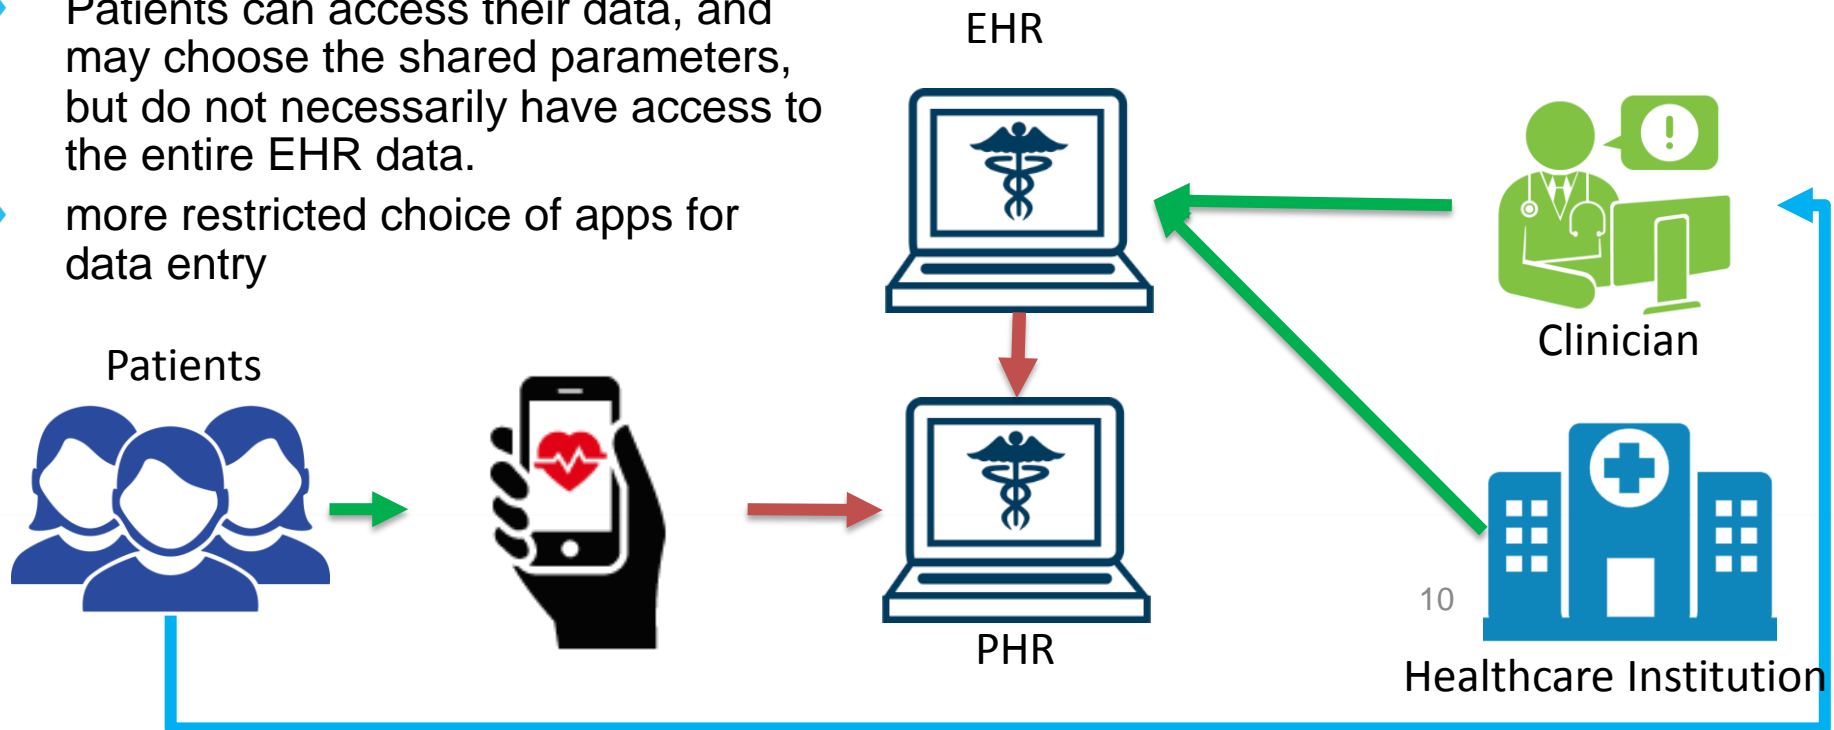 Patients can access their data, and
may choose the shared parameters,
but do not necessarily have access to
the entire EHR data.
more restricted choice of apps for
data entry
EHR
Clinician
Patients
10
PHR
Healthcare Institution